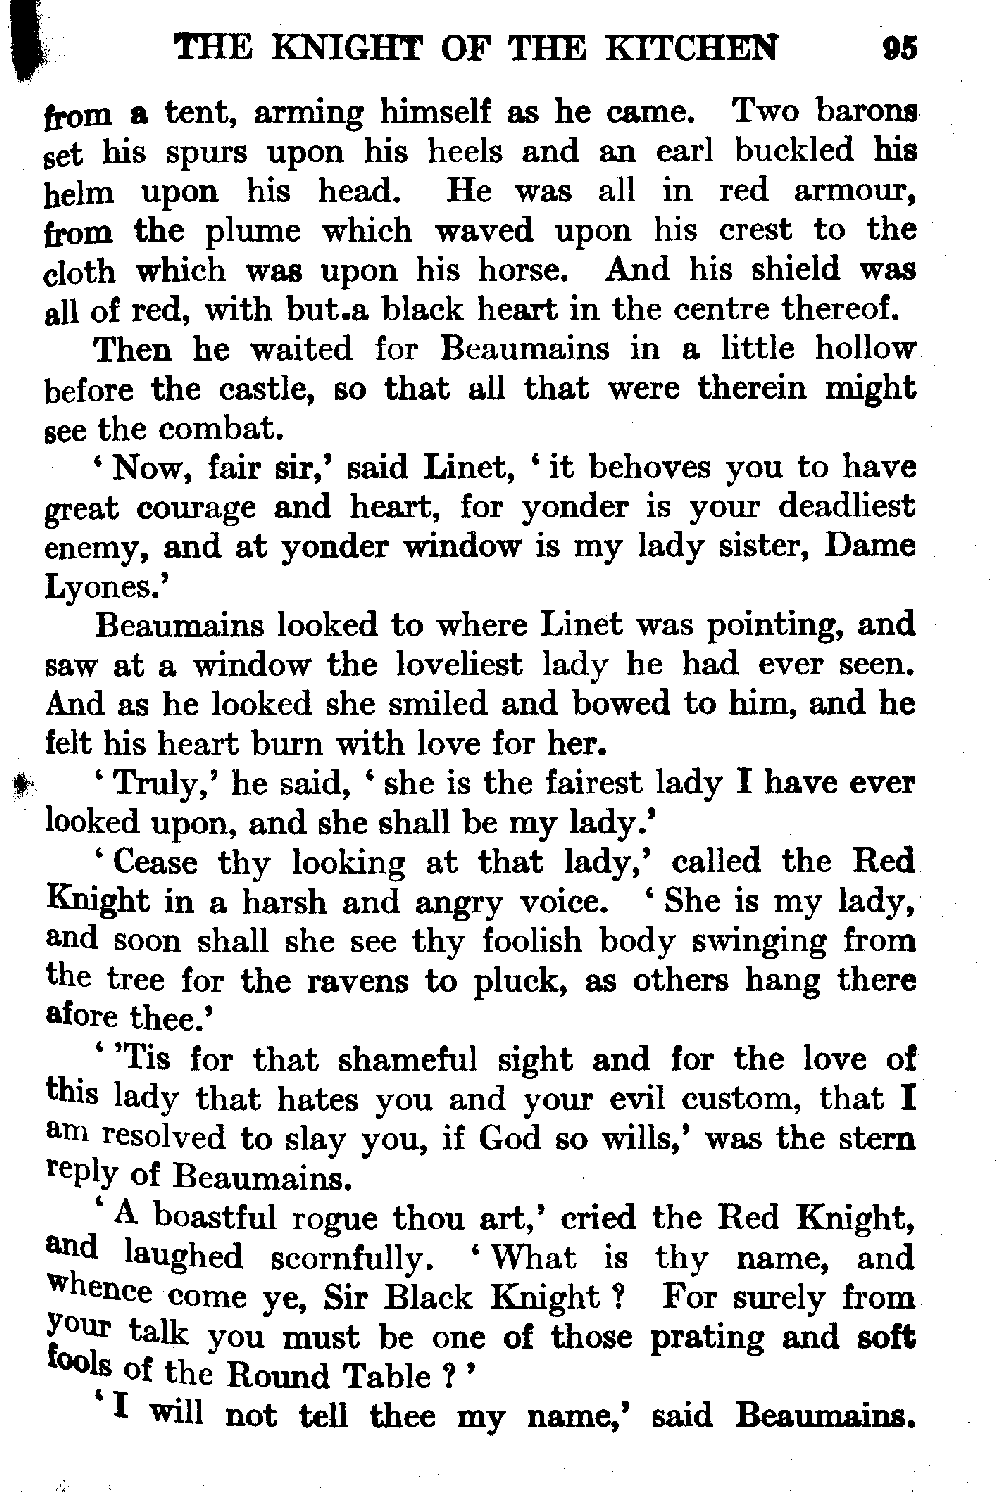 THE KNIGHT OF THE KITCHEN 95
from a tent, arming himself as he came. Two barons
set his spurs upon his heels and an earl buckled his
helm upon his head. He was all in red armour,
from the plume which waved upon his crest to the
cloth which was upon his horse. And his shield was
all of red, with but a black heart in the centre thereof.
Then he waited for Beaumains in a little hollow
before the castle, so that all that were therein might
see the combat.
‘ Now, fair sir,’ said Linet, ‘ it behoves you to have
great courage and heart, for yonder is your deadliest
enemy, and at yonder window is my lady sister, Dame
Lyones.’
Beaumains looked to where Linet was pointing, and
saw at a window the loveliest lady he had ever seen.
And as he looked she smiled and bowed to him, and he
felt his heart burn with love for her.
‘ Truly,’ he said, ‘ she is the fairest lady I have ever
looked upon, and she shall be my lady.’
‘ Cease thy looking at that lady,’ called the Red
Knight in a harsh and angry voice. ‘ She is my lady,
and soon shall she see thy foolish body swinging from
the tree for the ravens to pluck, as others hang there
afore thee.’
‘ ’Tis for that shameful sight and for the love of
this lady that hates you and your evil custom, that I
am resolved to slay you, if God so wills,’ was the stern
reply of Beaumains.
‘ A boastful rogue thou art,’ cried the Red Knight,
and laughed scornfully. ‘ What is thy name, and
whence come ye, Sir Black Knight ? For surely from
your talk you must be one of those prating and soft
fools of the Round Table ? ’
‘ I will not tell thee my name,’ said Beaumains.